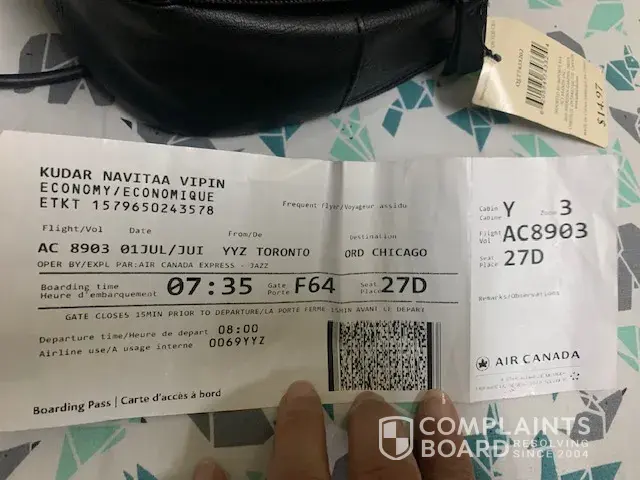 $14.97
KUDAR NAVITAA VIPIN
ECONOMY/ECONOMIQUE
ETKT 1579650243578
Frequent Flyer/Voyageur assidu
Flight/Vol Date From/De Destination
AC 8903 01JUL/JUI YYZ TORONTO ORD CHICAGO
OPER BY/EXPL PAR:AIR CANADA EXPRESS - JAZZ
Boarding time
Heure d'embarquement 07:35 Gate
Porte F64 Seat
Place 27D
GATE CLOSES 15MIN PRIOR TO DEPARTURE/LA PORTE FERME 15MIN AVANT LE DEPART
Departure time/Heure de depart 08:00
Airline use/A usage interne 0069YYZ
Boarding Pass | Carte d'accès à bord
Cabin
Cabine Y Zone 3
Flight
Vol AC8903
Seat
Place 27D
Remarks/Observations
AIR CANADA
COMPLAINTS
BOARD RESOLVING
SINCE 2004